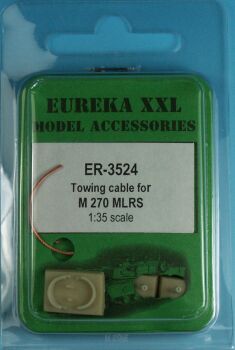 EUREKA XXL
MODEL ACCESSORIES
ER-3524
Towing cable for
M 270 MLRS
1:35 scale